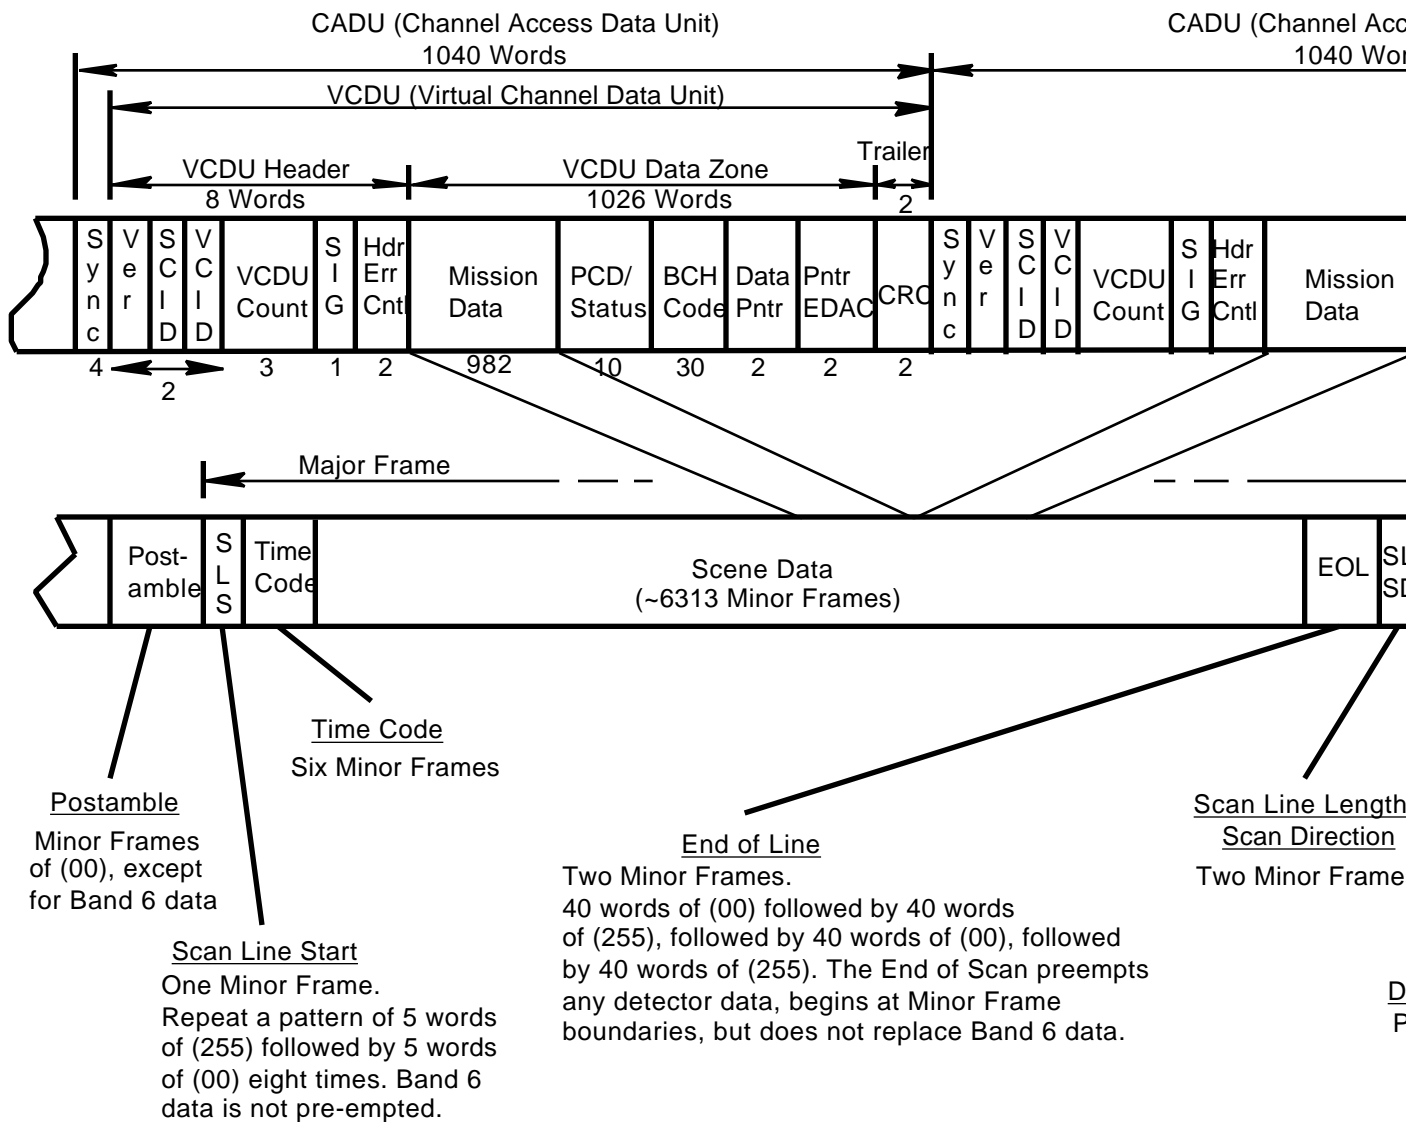 CADU (Channel Access Data Unit)
1040 Words
CADU (Channel Acc
1040 Wor
VCDU (Virtual Channel Data Unit)
Trailer
VCDU Header
8 Words
VCDU Data Zone
1026 Words
2
Sync
Ver
SCID
VCID
VCDU
Count
SIG
Hdr
Err
Cntl
Mission
Data
PCD/
Status
BCH
Code
Data
Pntr
Pntr
EDAC
CRC
Sync
Ver
SCID
VCID
VCDU
Count
SIG
Hdr
Err
Cntl
Mission
Data
4
2
3
1
2
982
10
30
2
2
2
Major Frame
Post-
amble
SLS
Time
Code
Scene Data
(~6313 Minor Frames)
EOL
SL
SD
Time Code
Six Minor Frames
Postamble
Minor Frames
of (00), except
for Band 6 data
Scan Line Start
One Minor Frame.
Repeat a pattern of 5 words
of (255) followed by 5 words
of (00) eight times. Band 6
data is not pre-empted.
End of Line
Two Minor Frames.
40 words of (00) followed by 40 words
of (255), followed by 40 words of (00), followed
by 40 words of (255). The End of Scan preempts
any detector data, begins at Minor Frame
boundaries, but does not replace Band 6 data.
Scan Line Length
Scan Direction
Two Minor Frame
D
P